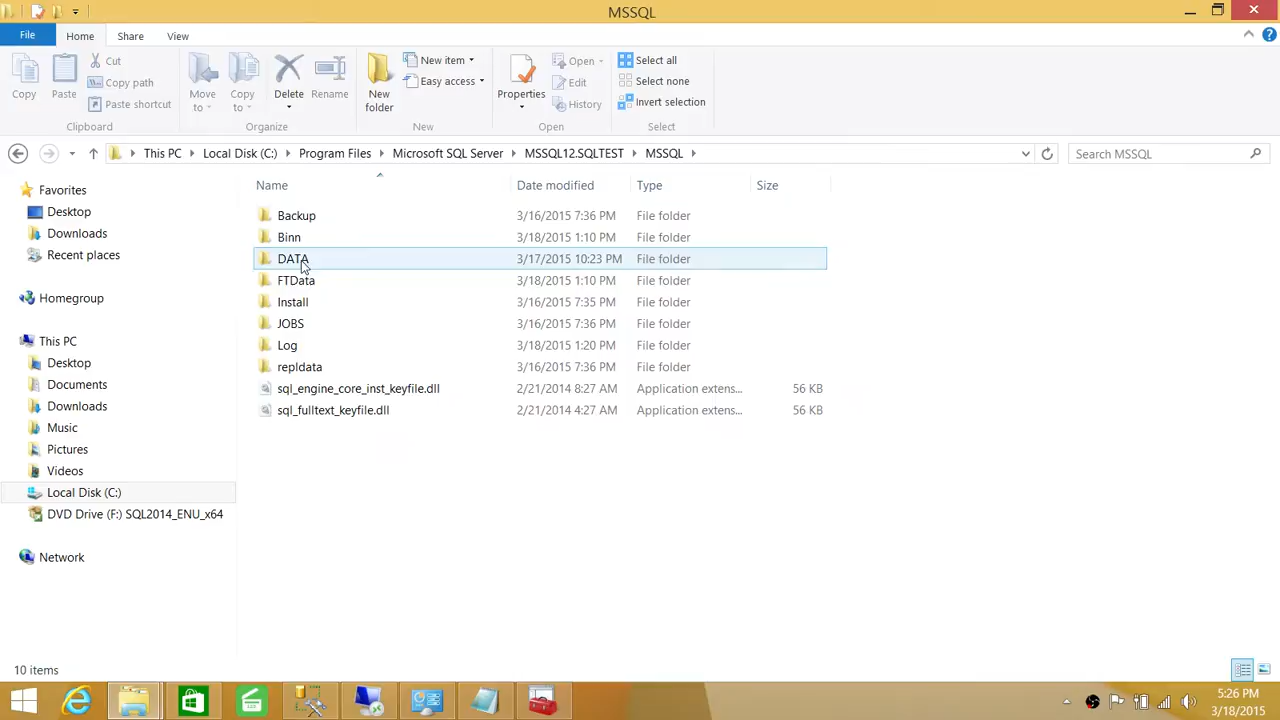 MSSQL
File Home Share View
Copy
Paste
Cut
Copy path
Paste shortcut
Clipboard
Move to
Copy to
Delete
Rename
Organize
New folder
New item
Easy access
New
Properties
Open
Edit
History
Open
Select all
Select none
Invert selection
Select
This PC Local Disk (C:) Program Files Microsoft SQL Server MSSQL12.SQLTEST MSSQL
Search MSSQL
Favorites
Desktop
Downloads
Recent places
Homegroup
This PC
Desktop
Documents
Downloads
Music
Pictures
Videos
Local Disk (C:)
DVD Drive (F:) SQL2014_ENU_x64
Network
Name Date modified Type Size
Backup 3/16/2015 7:36 PM File folder
Binn 3/18/2015 1:10 PM File folder
DATA 3/17/2015 10:23 PM File folder
FTData 3/18/2015 1:10 PM File folder
Install 3/16/2015 7:35 PM File folder
JOBS 3/16/2015 7:36 PM File folder
Log 3/18/2015 1:20 PM File folder
repldata 3/16/2015 7:36 PM File folder
sql_engine_core_inst_keyfile.dll 2/21/2014 8:27 AM Application extens... 56 KB
sql_fulltext_keyfile.dll 2/21/2014 4:27 AM Application extens... 56 KB
10 items
5:26 PM
3/18/2015